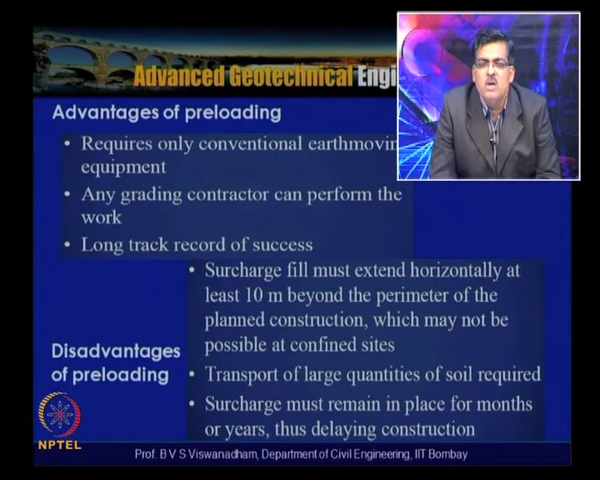 Advanced Geotechnical Engi
Advantages of preloading
• Requires only conventional earthmovin
equipment
• Any grading contractor can perform the
work
• Long track record of success
• Surcharge fill must extend horizontally at
least 10 m beyond the perimeter of the
planned construction, which may not be
possible at confined sites
Disadvantages
of preloading
• Transport of large quantities of soil required
• Surcharge must remain in place for months
or years, thus delaying construction
NPTEL
Prof. B V S Viswanadham, Department of Civil Engineering, IIT Bombay